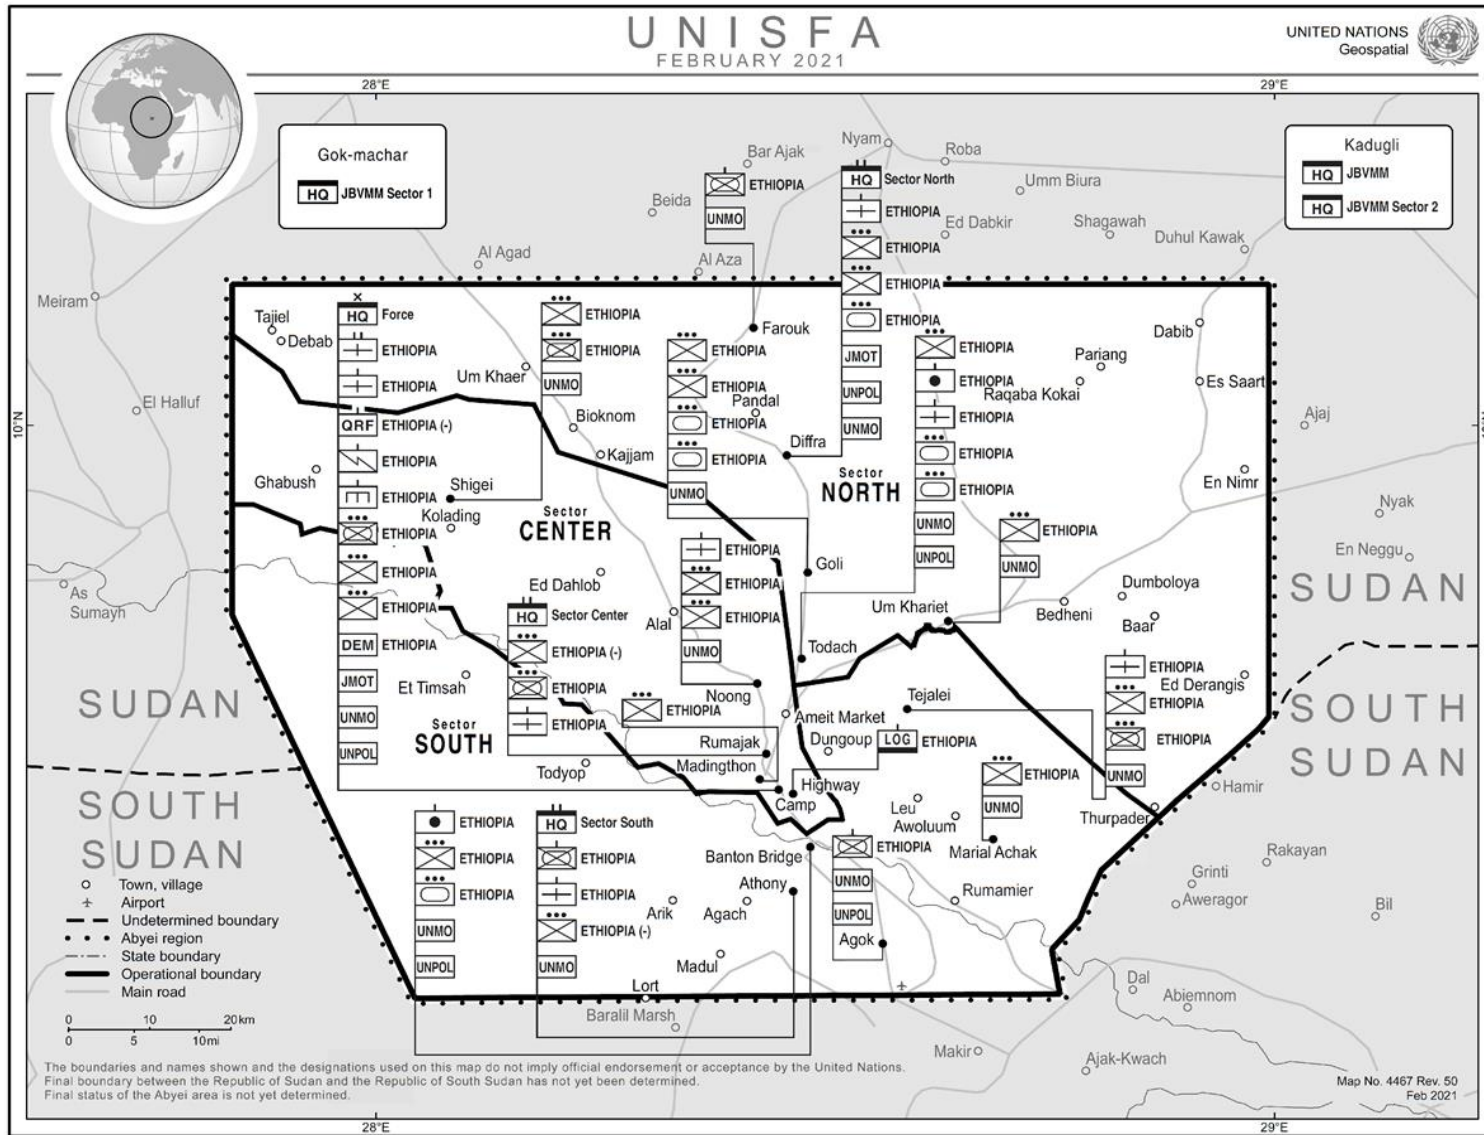 UNISFA
FEBRUARY 2021
UNITED NATIONS
Geospatial
28°E
29°E
Gok-machar
HQ JBVMM Sector 1
Kadugli
HQ JBVMM
HQ JBVMM Sector 2
Nyam
Roba
Bar Ajak
Umm Biura
Beida
Ed Dabkir
Shagawah
Duhul Kawak
Al Agad
Al Aza
Meiram
ETHIOPIA
UNMO
Farouk
HQ Sector North
ETHIOPIA
ETHIOPIA
ETHIOPIA
ETHIOPIA
JMOT
UNPOL
UNMO
Diffra
Tajiel
Debab
HQ Force
ETHIOPIA
ETHIOPIA
QRF ETHIOPIA (-)
ETHIOPIA
ETHIOPIA
ETHIOPIA
ETHIOPIA
ETHIOPIA
DEM ETHIOPIA
JMOT
UNMO
UNPOL
Um Khaer
ETHIOPIA
ETHIOPIA
UNMO
Bioknom
Kajjam
ETHIOPIA
ETHIOPIA
Pandal
ETHIOPIA
ETHIOPIA
UNMO
Goli
ETHIOPIA
ETHIOPIA
Raqaba Kokai
ETHIOPIA
ETHIOPIA
ETHIOPIA
UNMO
UNPOL
Pariang
Dabib
Es Saart
Ajaj
El Halluf
10°N
Ghabush
Shigei
Kolading
Sector
CENTER
Sector
NORTH
En Nimr
Nyak
En Neggu
SUDAN
As
Sumayh
Ed Dahlob
HQ Sector Center
ETHIOPIA (-)
ETHIOPIA
ETHIOPIA
Alal
ETHIOPIA
ETHIOPIA
ETHIOPIA
UNMO
Noong
Todach
Um Khariet
ETHIOPIA
UNMO
Bedheni
Dumboloya
Baar
ETHIOPIA
Ed Derangis
ETHIOPIA
ETHIOPIA
UNMO
Et Timsah
SUDAN
Sector
SOUTH
ETHIOPIA
Rumajak
Madingthon
Todyop
Ameit Market
Dungoup
Tejalei
LOG ETHIOPIA
Highway
Camp
SOUTH
SUDAN
Hamir
Thurpader
Leu
Awoluum
ETHIOPIA
UNMO
Marial Achak
SOUTH
SUDAN
ETHIOPIA
ETHIOPIA
ETHIOPIA
UNMO
UNPOL
HQ Sector South
ETHIOPIA
ETHIOPIA
ETHIOPIA (-)
UNMO
Banton Bridge
Athony
Arik
Agach
Madul
Lort
Baralil Marsh
ETHIOPIA
UNMO
UNPOL
Agok
Rumamier
Rakayan
Grinti
Aweragor
Bil
Dal
Abiemnom
Makir
Ajak-Kwach
Town, village
Airport
Undetermined boundary
Abyei region
State boundary
Operational boundary
Main road
0 10 20 km
0 5 10 mi
The boundaries and names shown and the designations used on this map do not imply official endorsement or acceptance by the United Nations.
Final boundary between the Republic of Sudan and the Republic of South Sudan has not yet been determined.
Final status of the Abyei area is not yet determined.
Map No. 4467 Rev. 50
Feb 2021
28°E
29°E